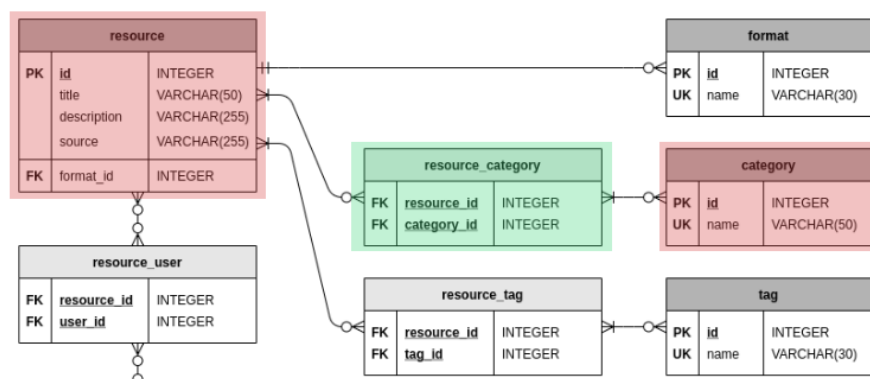 resource
PK id INTEGER
title VARCHAR(50)
description VARCHAR(255)
source VARCHAR(255)
FK format_id INTEGER
format
PK id INTEGER
UK name VARCHAR(30)
resource_category
FK resource_id INTEGER
FK category_id INTEGER
category
PK id INTEGER
UK name VARCHAR(50)
resource_user
FK resource_id INTEGER
FK user_id INTEGER
resource_tag
FK resource_id INTEGER
FK tag_id INTEGER
tag
PK id INTEGER
UK name VARCHAR(30)